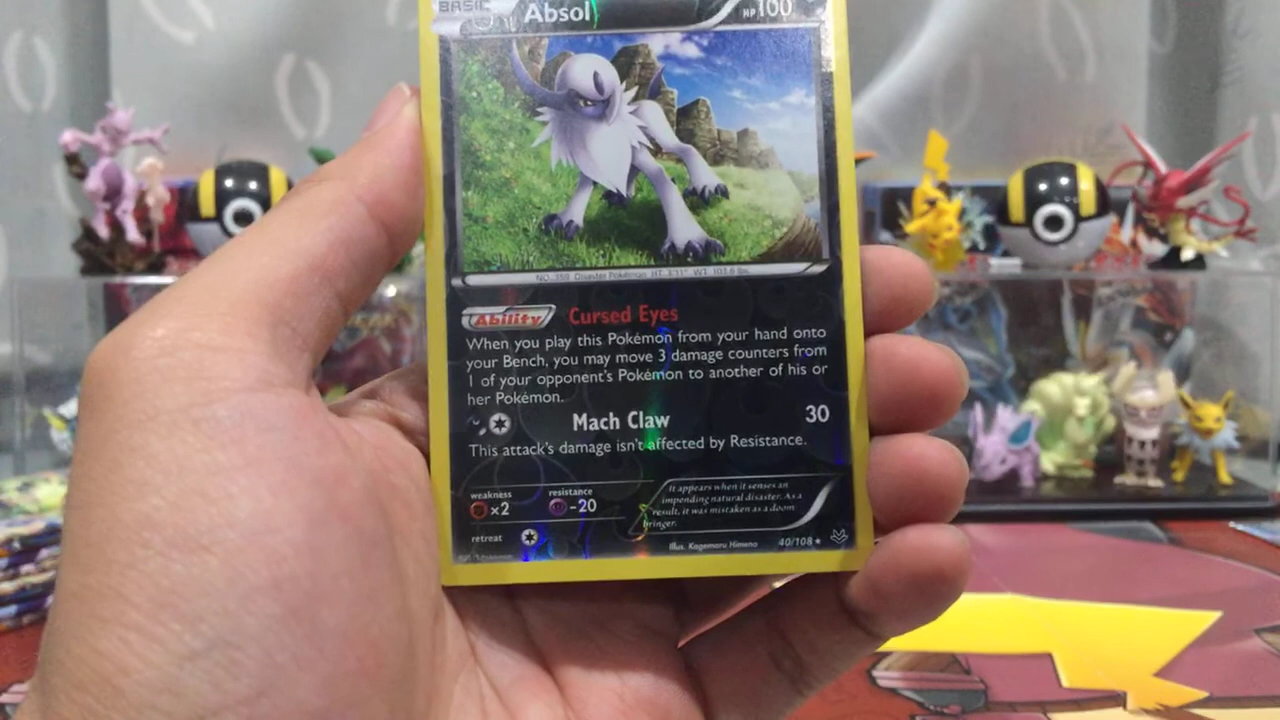 BASIC Absol HP100
NO. 359 Disaster Pokémon HT. 3'11" WT. 103.6 lbs.
Ability Cursed Eyes
When you play this Pokémon from your hand onto
your Bench, you may move 3 damage counters from
1 of your opponent's Pokémon to another of his or
her Pokémon.
Mach Claw 30
This attack's damage isn't affected by Resistance.
weakness resistance
×2 -20
It appears when it senses an
impending natural disaster. As a
result, it was mistaken as a doom
bringer.
retreat
Illus. Kagemaru Himeno 40/108